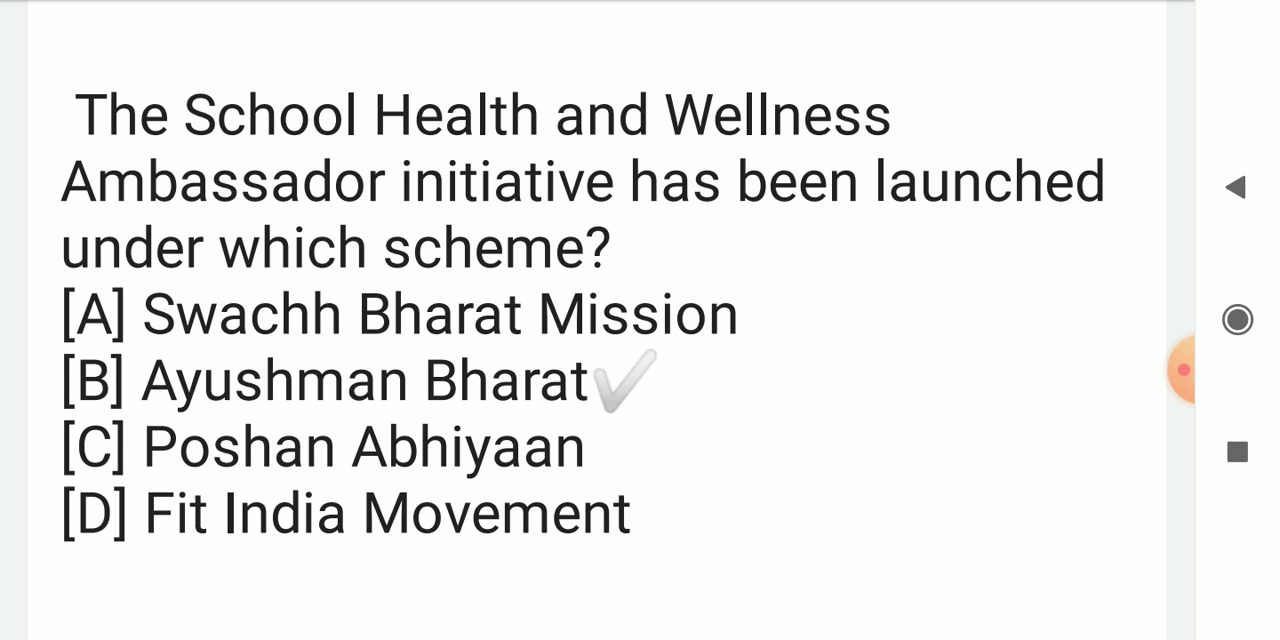 The School Health and Wellness
Ambassador initiative has been launched
under which scheme?
[A] Swachh Bharat Mission
[B] Ayushman Bharat✔
[C] Poshan Abhiyaan
[D] Fit India Movement